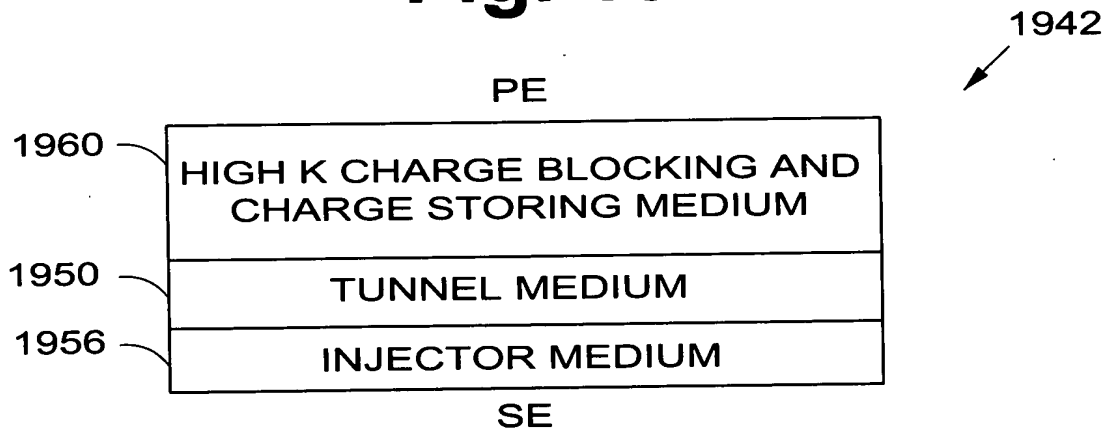 1942
PE
1960
HIGH K CHARGE BLOCKING AND
CHARGE STORING MEDIUM
1950
TUNNEL MEDIUM
1956
INJECTOR MEDIUM
SE